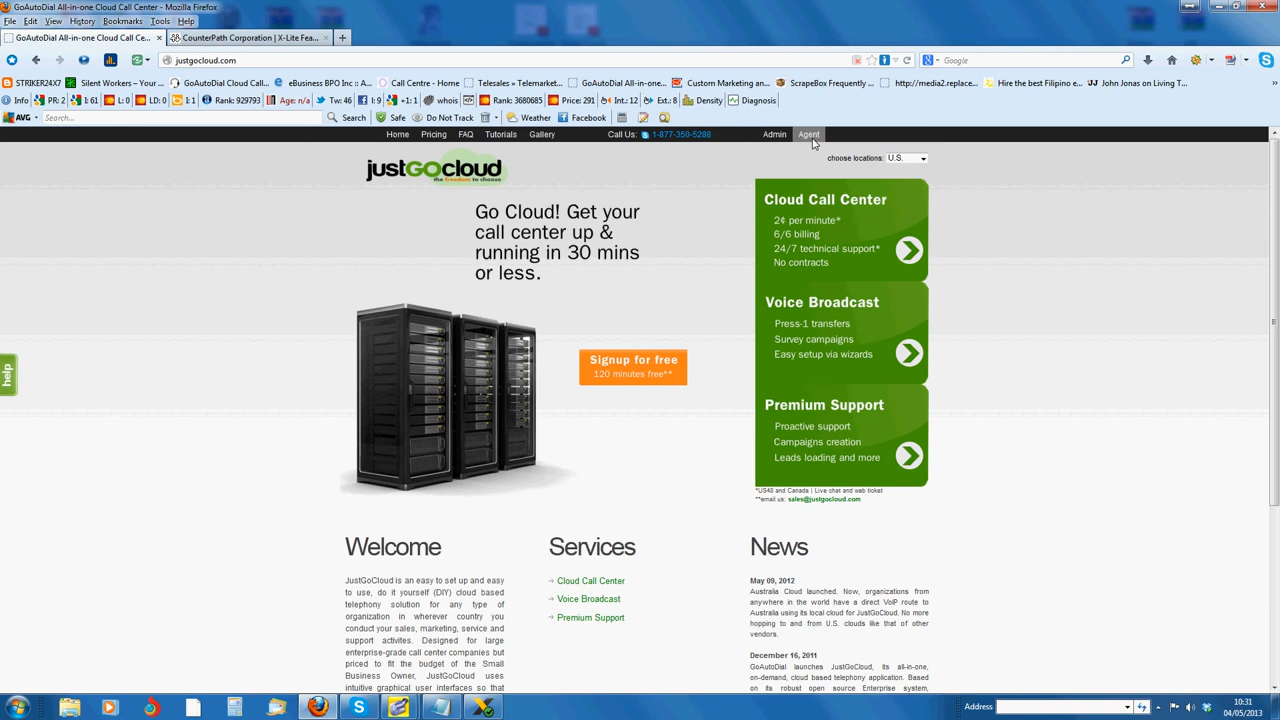 GoAutoDial All-in-one Cloud Call Center - Mozilla Firefox
File Edit View History Bookmarks Tools Help
GoAutoDial All-in-one Cloud Call Ce... × CounterPath Corporation | X-Lite Fea... × +
justgocloud.com Google
STRIKER24X7 Silent Workers – Your ... GoAutoDial Cloud Call... eBusiness BPO Inc :: A... Call Centre - Home Telesales » Telemarket... GoAutoDial All-in-one... Custom Marketing an... ScrapeBox Frequently ... http://media2.replace... Hire the best Filipino e... John Jonas on Living T...
Info PR: 2 I: 61 L: 0 LD: 0 I: 1 Rank: 929793 Age: n/a Tw: 46 I: 9 +1: 1 whois Rank: 3680685 Price: 291 Int.: 12 Ext.: 8 Density Diagnosis
AVG Search... Search Safe Do Not Track Weather Facebook
Home Pricing FAQ Tutorials Gallery Call Us: 1-877-350-5288 Admin Agent
choose locations: U.S.
justGOcloud
the freedom to choose
Go Cloud! Get your
call center up &
running in 30 mins
or less.
Signup for free
120 minutes free**
help
Cloud Call Center
2¢ per minute*
6/6 billing
24/7 technical support*
No contracts
Voice Broadcast
Press-1 transfers
Survey campaigns
Easy setup via wizards
Premium Support
Proactive support
Campaigns creation
Leads loading and more
*US48 and Canada | Live chat and web ticket
**email us: sales@justgocloud.com
Welcome
JustGoCloud is an easy to set up and easy
to use, do it yourself (DIY) cloud based
telephony solution for any type of
organization in wherever country you
conduct your sales, marketing, service and
support activites. Designed for large
enterprise-grade call center companies but
priced to fit the budget of the Small
Business Owner, JustGoCloud uses
intuitive graphical user interfaces so that
Services
Cloud Call Center
Voice Broadcast
Premium Support
News
May 09, 2012
Australia Cloud launched. Now, organizations from
anywhere in the world have a direct VoIP route to
Australia using its local cloud for JustGoCloud. No more
hopping to and from U.S. clouds like that of other
vendors.
December 16, 2011
GoAutoDial launches JustGoCloud, its all-in-one,
on-demand, cloud based telephony application. Based
on its robust open source Enterprise system,
Address
10:31
04/05/2013